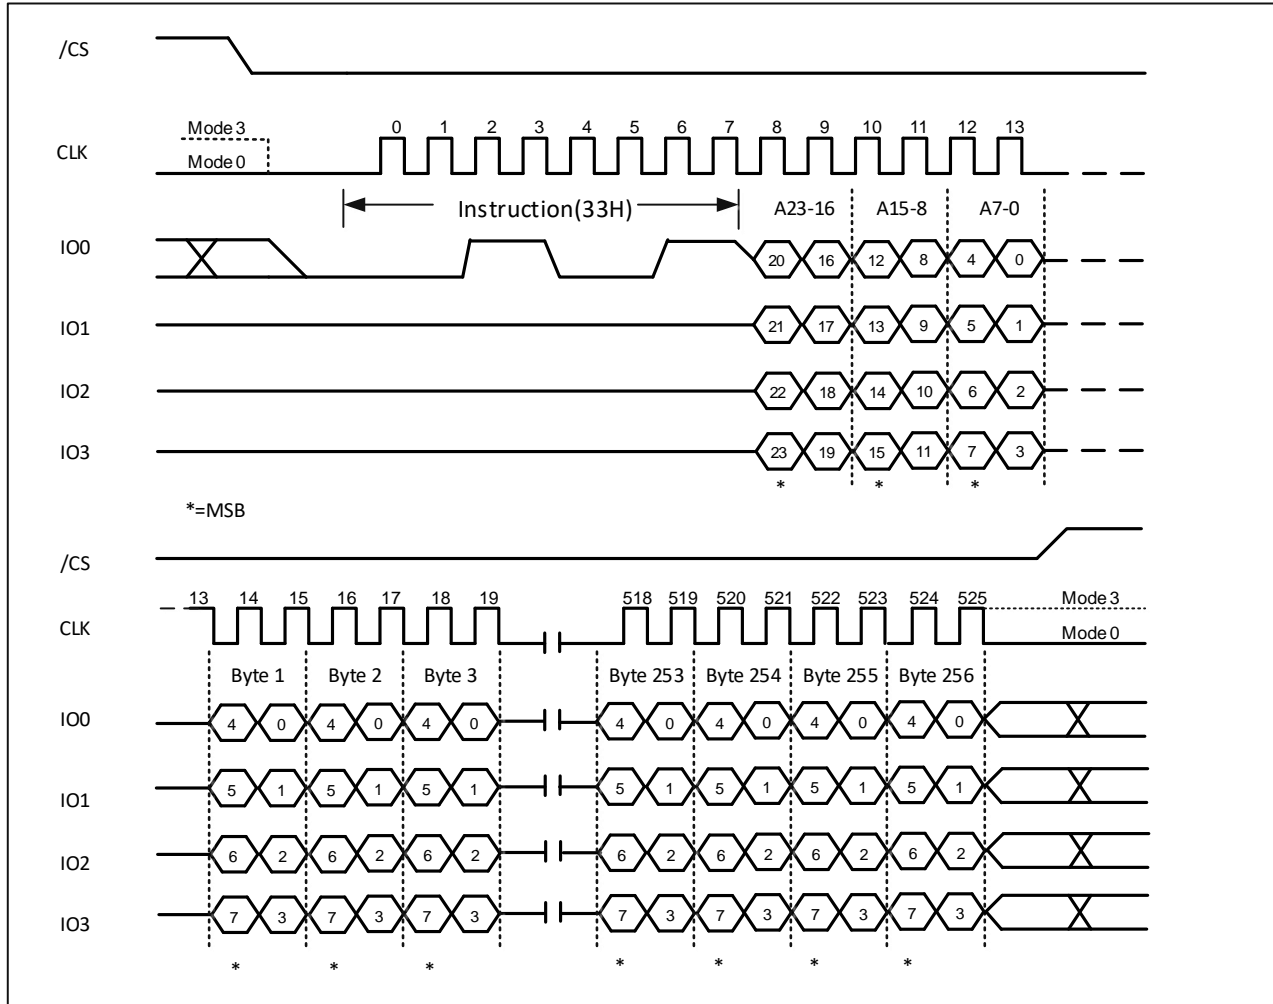 /CS
Mode 3
0 1 2 3 4 5 6 7 8 9 10 11 12 13
CLK
Mode 0
Instruction(33H) A23-16 A15-8 A7-0
IO0 20 16 12 8 4 0
IO1 21 17 13 9 5 1
IO2 22 18 14 10 6 2
IO3 23 19 15 11 7 3
* * *
*=MSB
/CS
13 14 15 16 17 18 19 518 519 520 521 522 523 524 525 Mode 3
CLK Mode 0
Byte 1 Byte 2 Byte 3 Byte 253 Byte 254 Byte 255 Byte 256
IO0 4 0 4 0 4 0 4 0 4 0 4 0 4 0
IO1 5 1 5 1 5 1 5 1 5 1 5 1 5 1
IO2 6 2 6 2 6 2 6 2 6 2 6 2 6 2
IO3 7 3 7 3 7 3 7 3 7 3 7 3 7 3
* * * * * * *